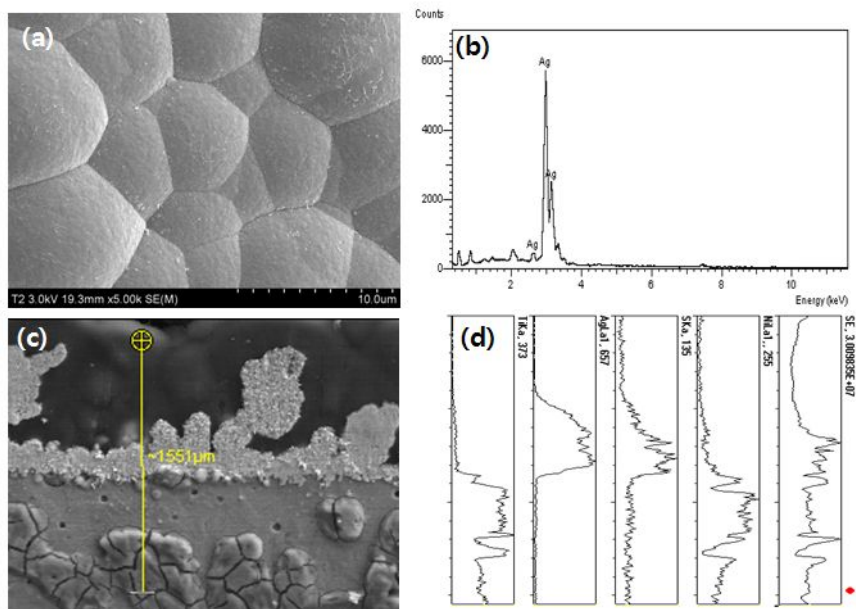 (a)
T2 3.0kV 19.3mm x5.00k SE(M)
10.0um
(b)
Counts
6000
4000
2000
0
Ag
Ag
Ag
2
4
6
8
10
Energy (keV)
(c)
~1551µm
(d)
TiKa, 373
AgLa1, 657
SKa, 135
NiLa1,, 255
SE, 3.009835E+07